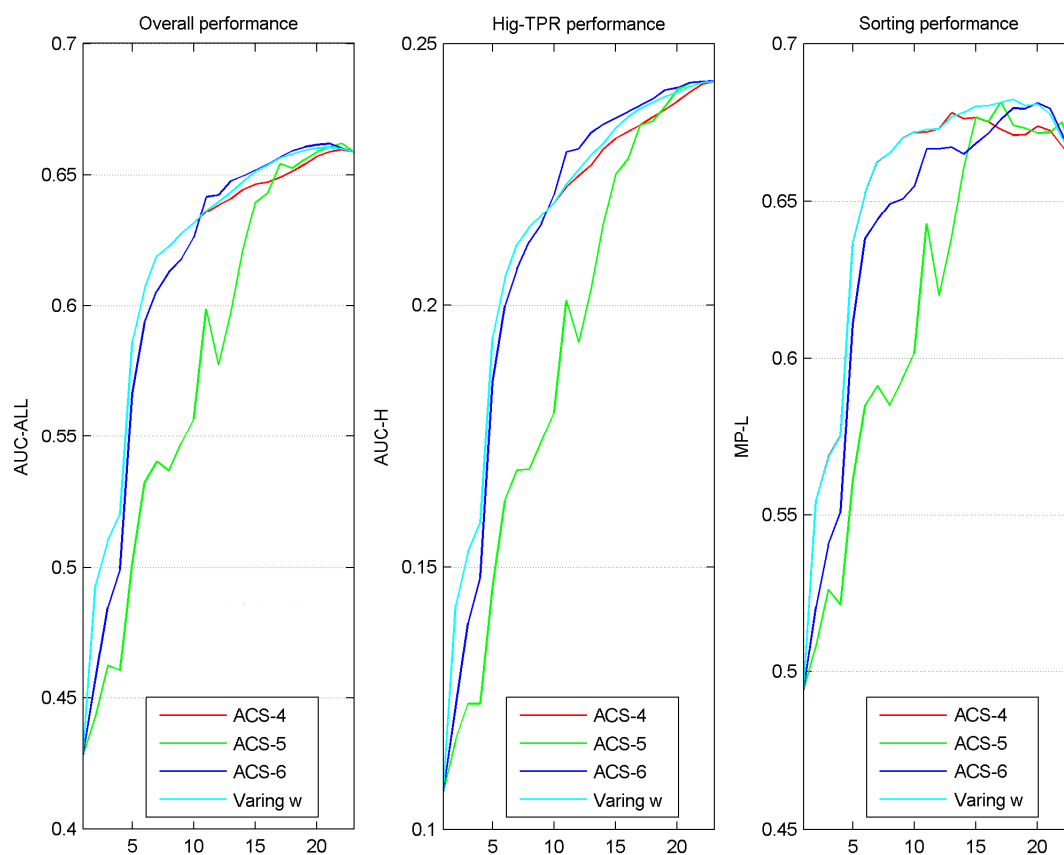 Overall performance
0.7
0.65
0.6
0.55
0.5
0.45
0.4
AUC-ALL
ACS-4
ACS-5
ACS-6
Varing w
5 10 15 20
Hig-TPR performance
0.25
0.2
0.15
0.1
AUC-H
ACS-4
ACS-5
ACS-6
Varing w
5 10 15 20
Sorting performance
0.7
0.65
0.6
0.55
0.5
0.45
MP-L
ACS-4
ACS-5
ACS-6
Varing w
5 10 15 20